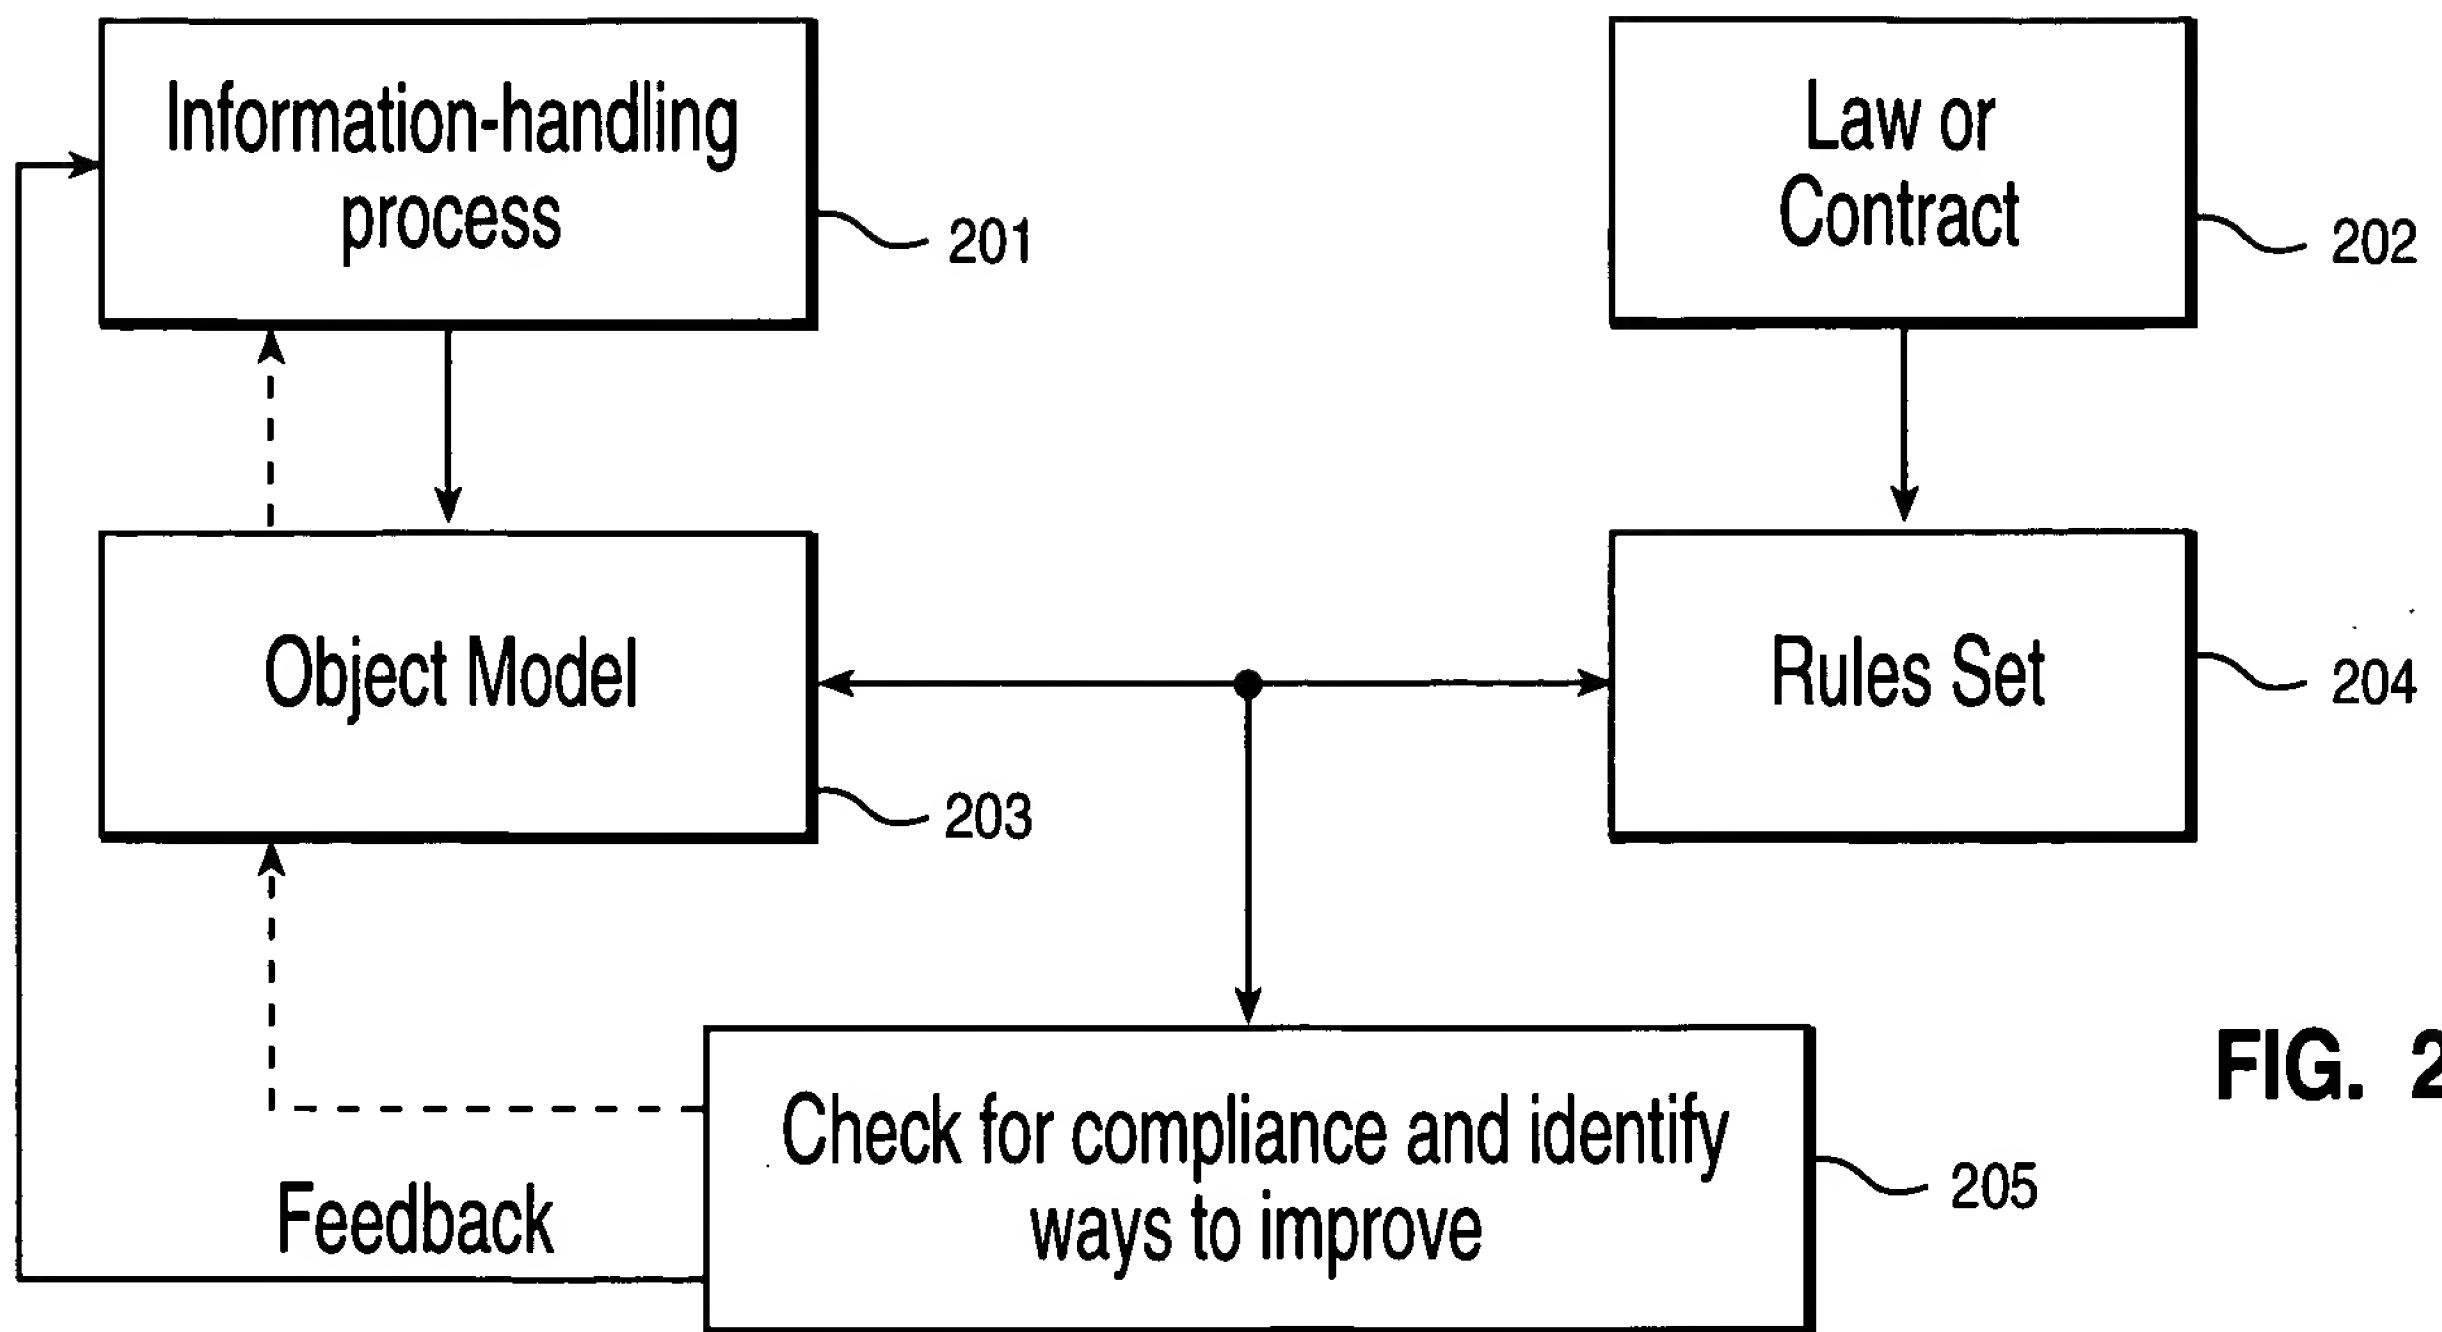 Information-handling
process
201
Law or
Contract
202
Object Model
203
Rules Set
204
FIG. 2
Check for compliance and identify
ways to improve
205
Feedback